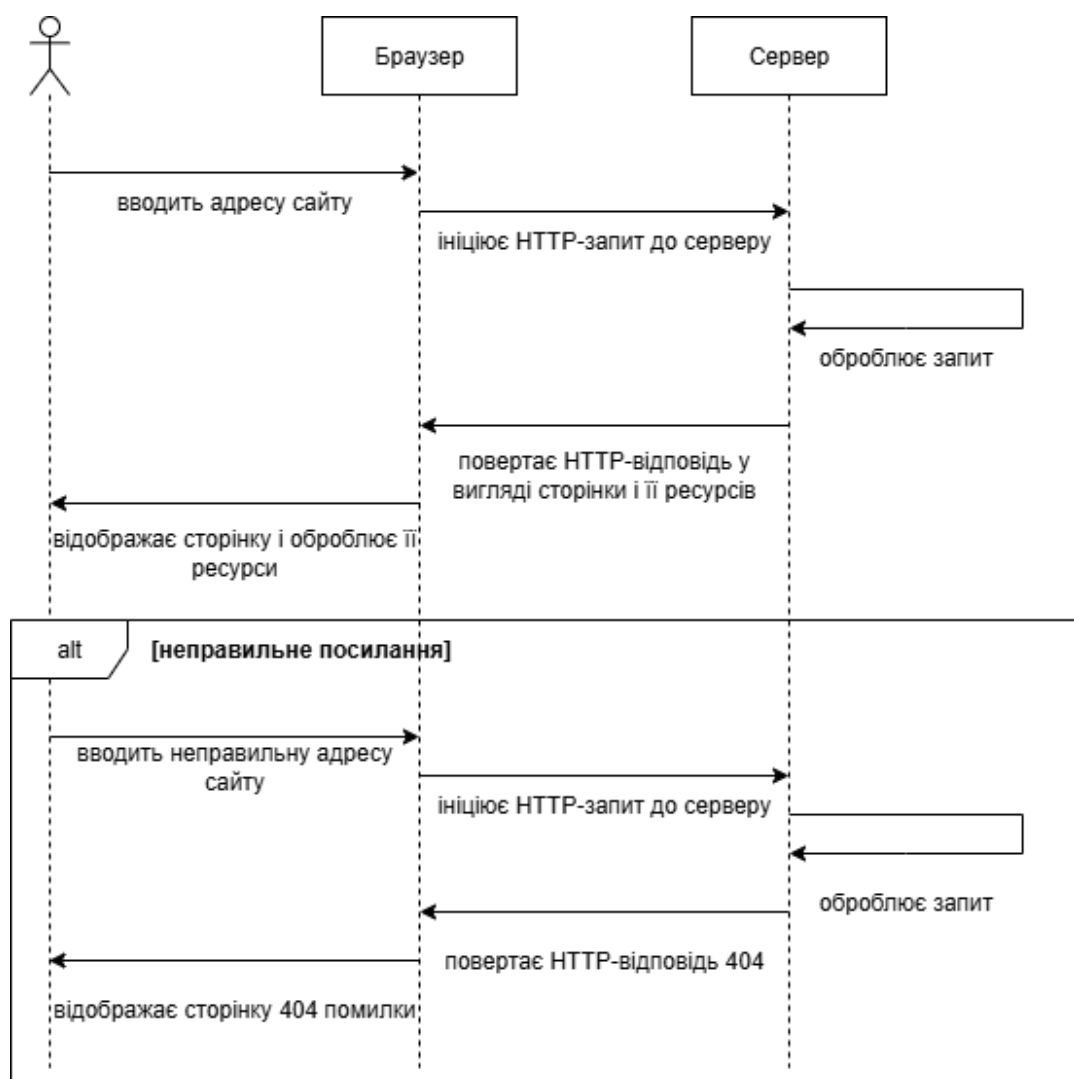 Браузер
Сервер
вводить адресу сайту
ініціює HTTP-запит до серверу
оброблює запит
повертає HTTP-відповідь у
вигляді сторінки і її ресурсів
відображає сторінку і оброблює її
ресурси
alt
[неправильне посилання]
вводить неправильну адресу
сайту
ініціює HTTP-запит до серверу
оброблює запит
повертає HTTP-відповідь 404
відображає сторінку 404 помилки